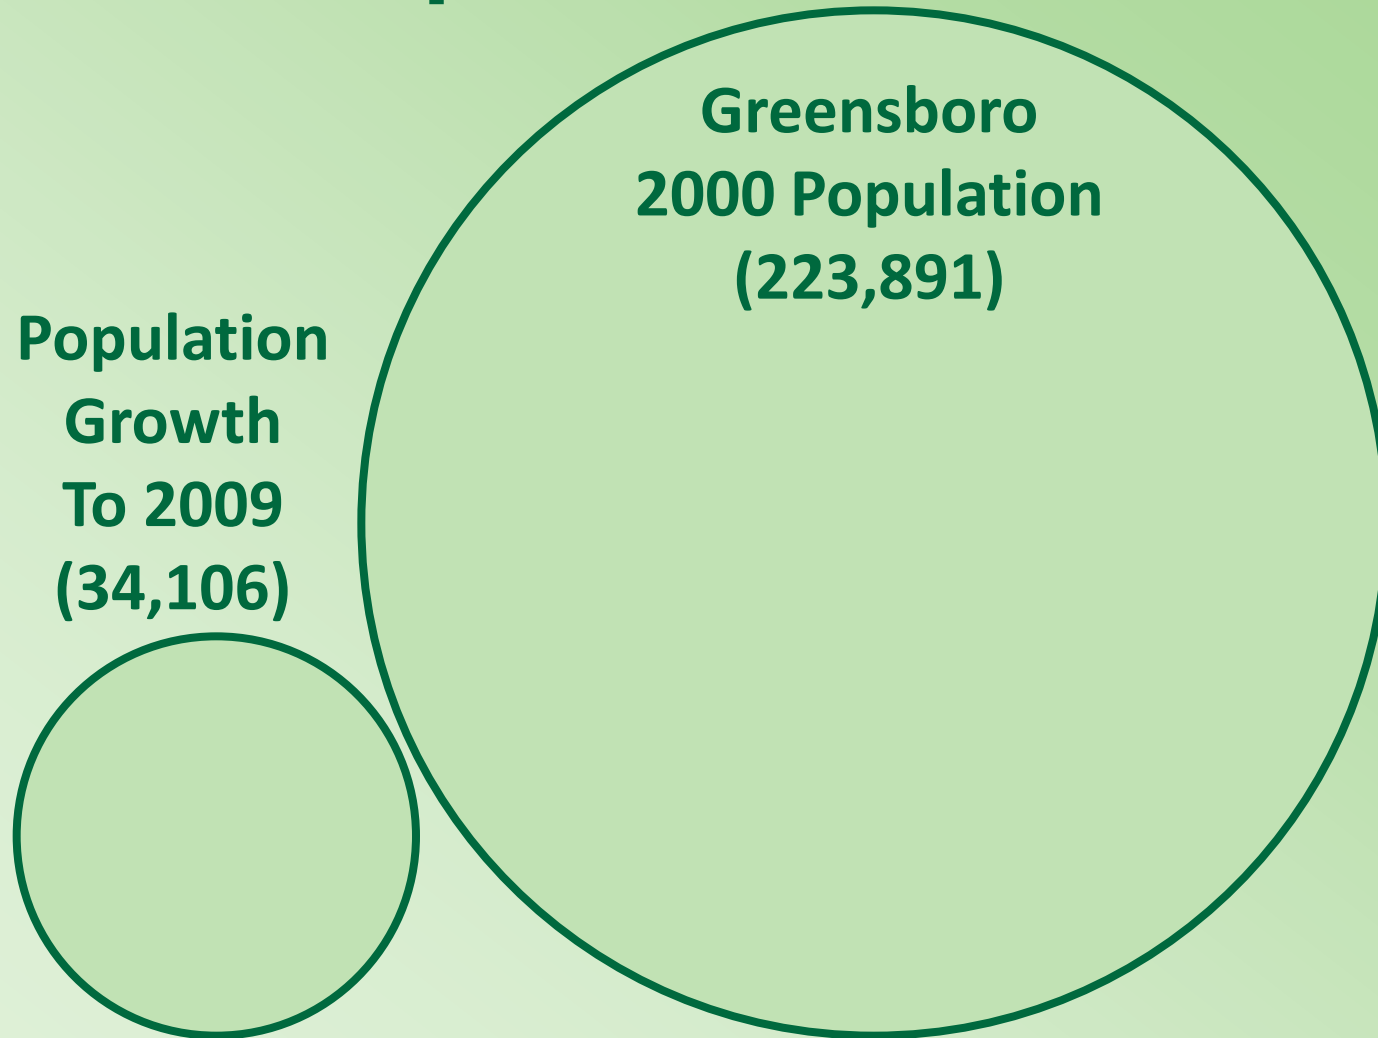 Greensboro
2000 Population
(223,891)
Population
Growth
To 2009
(34,106)